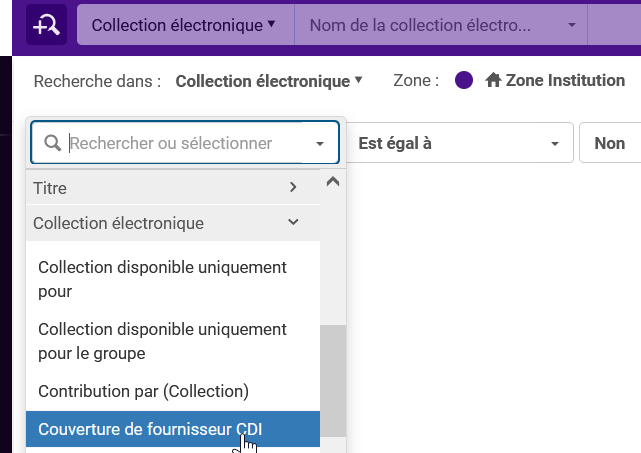 Collection électronique
Nom de la collection électro...
Recherche dans :
Collection électronique
Zone :
Zone Institution
Rechercher ou sélectionner
Est égal à
Non
Titre
Collection électronique
Collection disponible uniquement
pour
Collection disponible uniquement
pour le groupe
Contribution par (Collection)
Couverture de fournisseur CDI